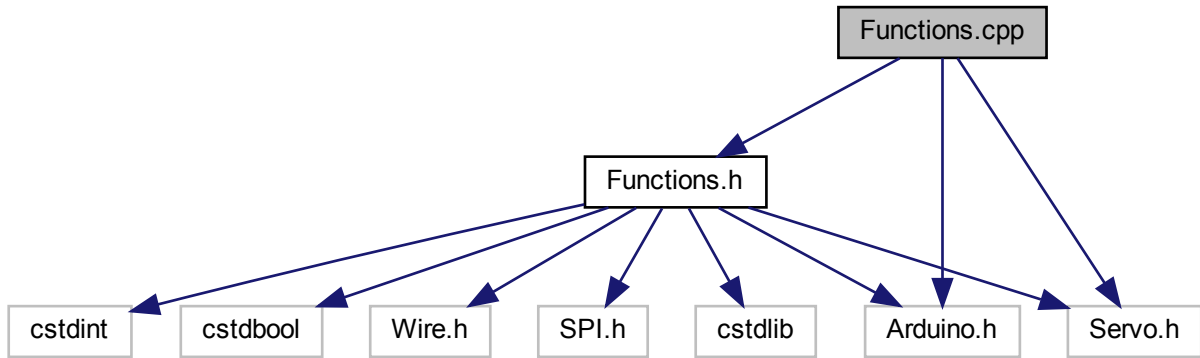 Functions.cpp
Functions.h
cstdint
cstdbool
Wire.h
SPI.h
cstdlib
Arduino.h
Servo.h